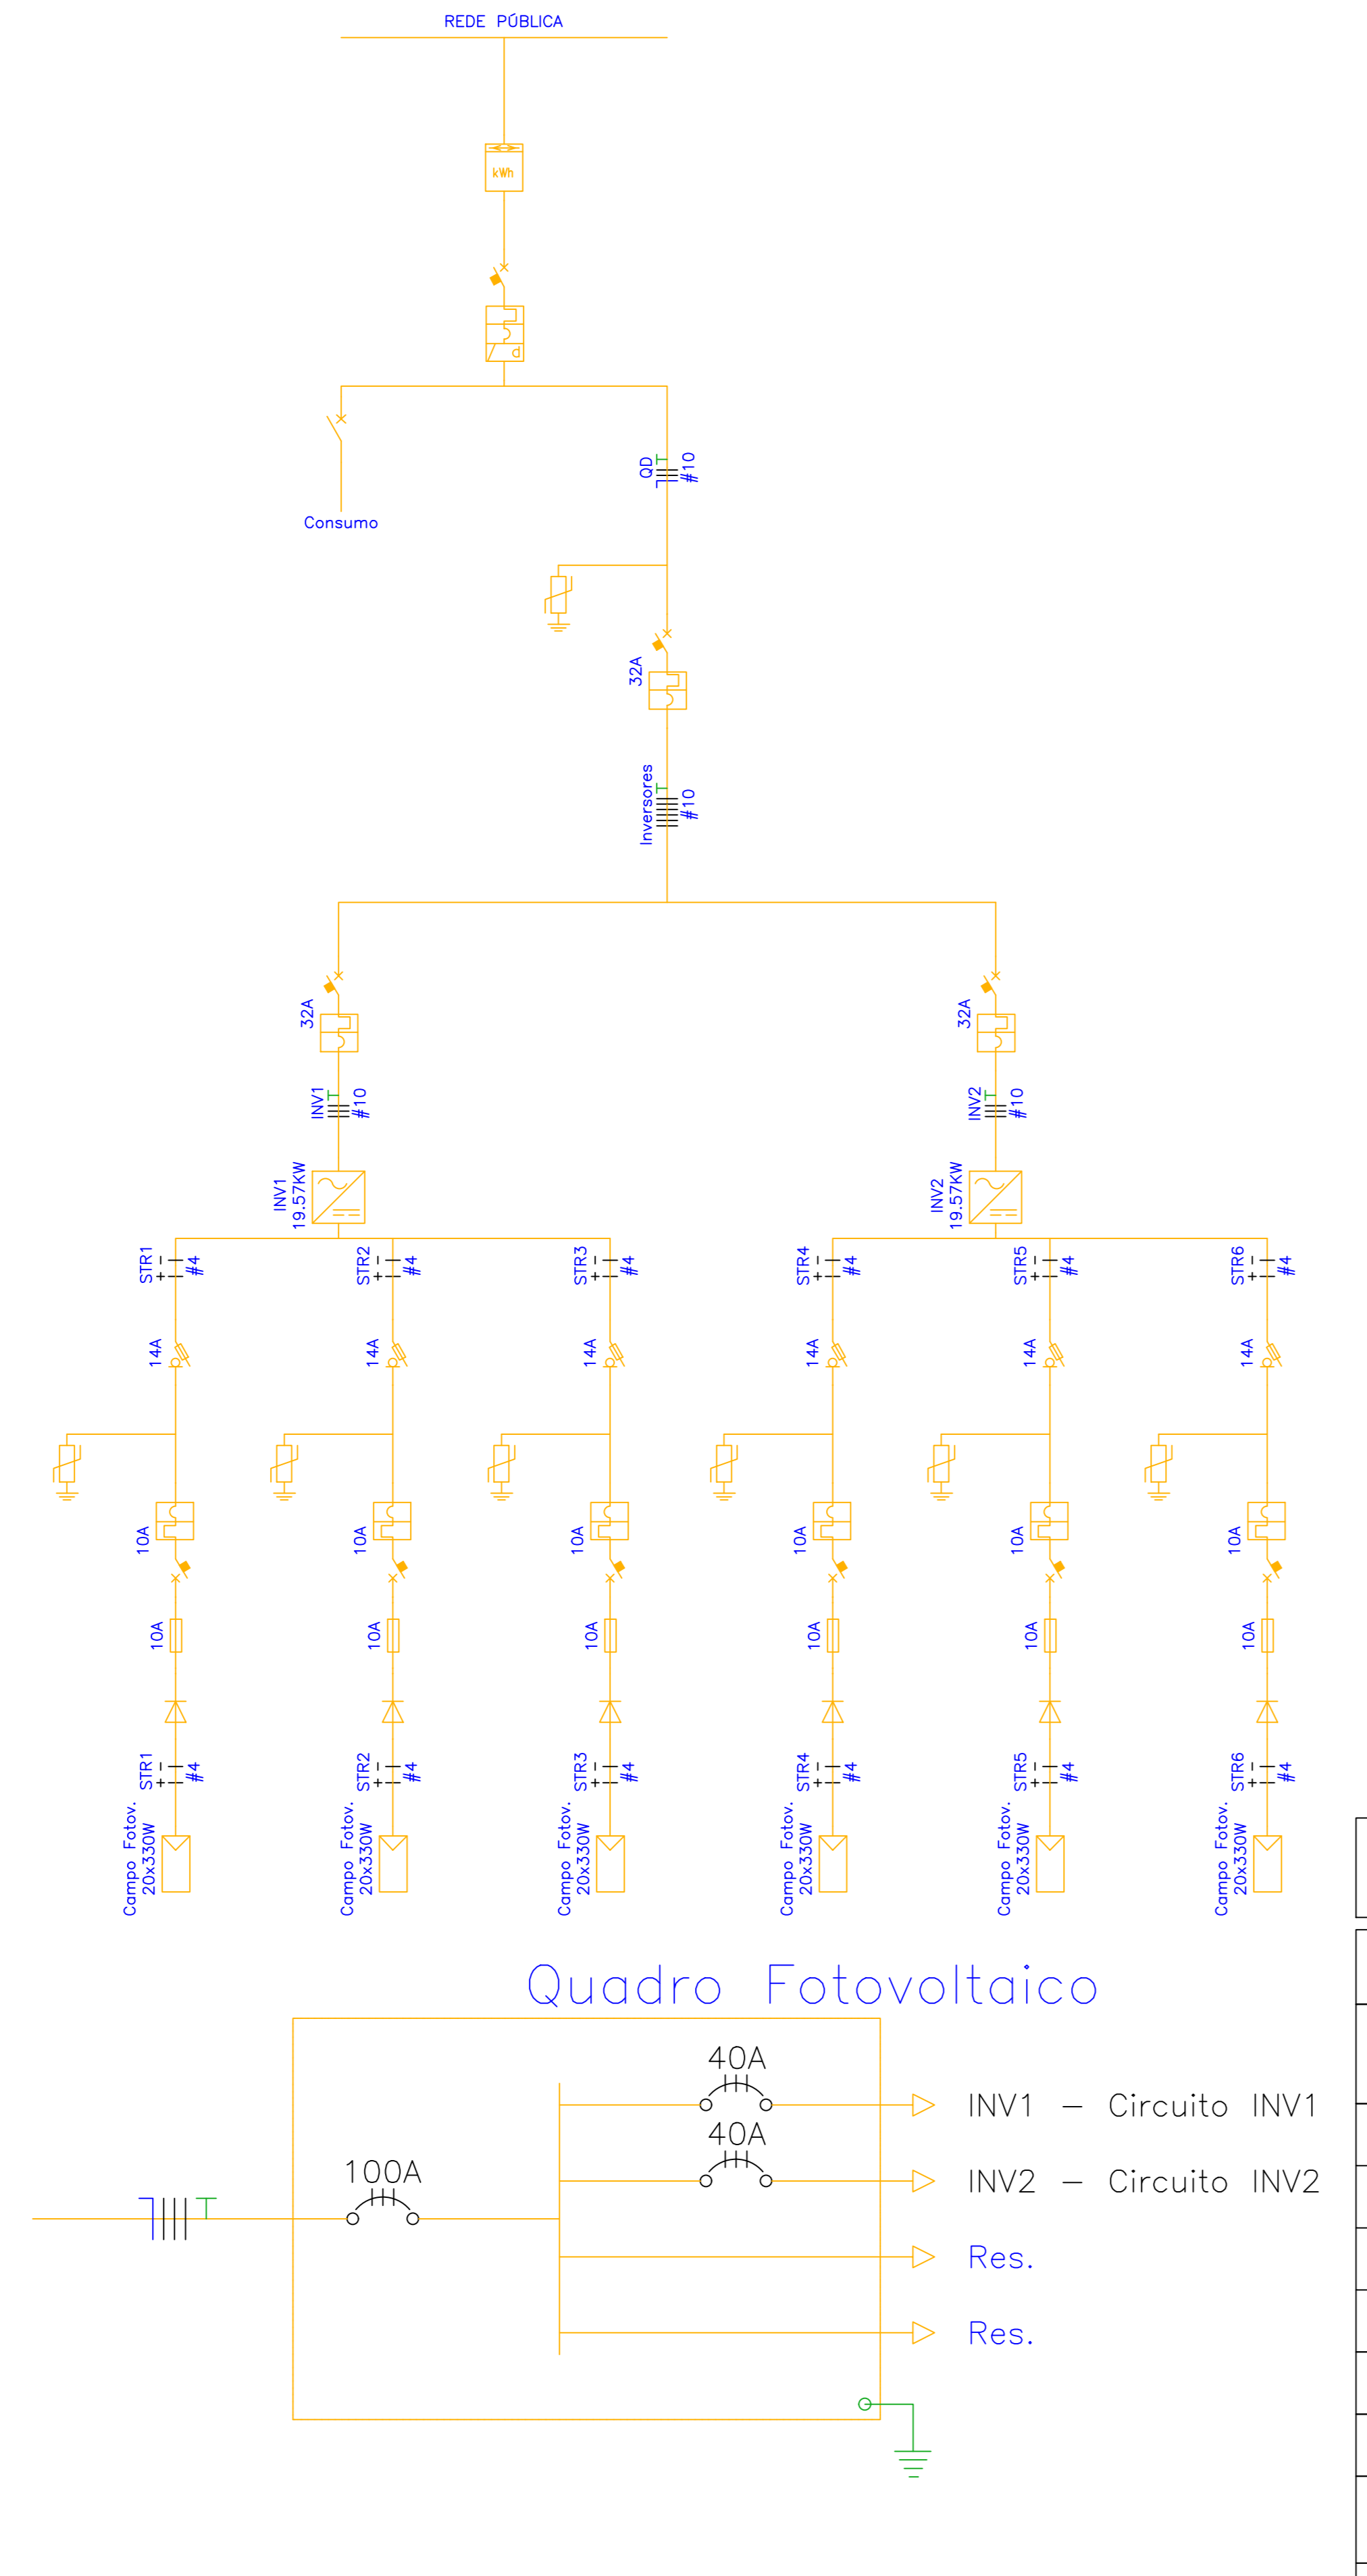 REDE PÚBLICA
kWh
d
Consumo
QD
#10
32A
Inversores
#10
32A
32A
INV1
#10
INV2
#10
INV1
19.57KW
INV2
19.57KW
STR1
- +
#4
STR2
- +
#4
STR3
- +
#4
STR4
- +
#4
STR5
- +
#4
STR6
- +
#4
14A
14A
14A
14A
14A
14A
10A
10A
10A
10A
10A
10A
10A
10A
10A
10A
10A
10A
STR1
- +
#4
STR2
- +
#4
STR3
- +
#4
STR4
- +
#4
STR5
- +
#4
STR6
- +
#4
Campo Fotov.
20x330W
Campo Fotov.
20x330W
Campo Fotov.
20x330W
Campo Fotov.
20x330W
Campo Fotov.
20x330W
Campo Fotov.
20x330W
Quadro Fotovoltaico
40A
INV1 - Circuito INV1
40A
100A
INV2 - Circuito INV2
Res.
Res.